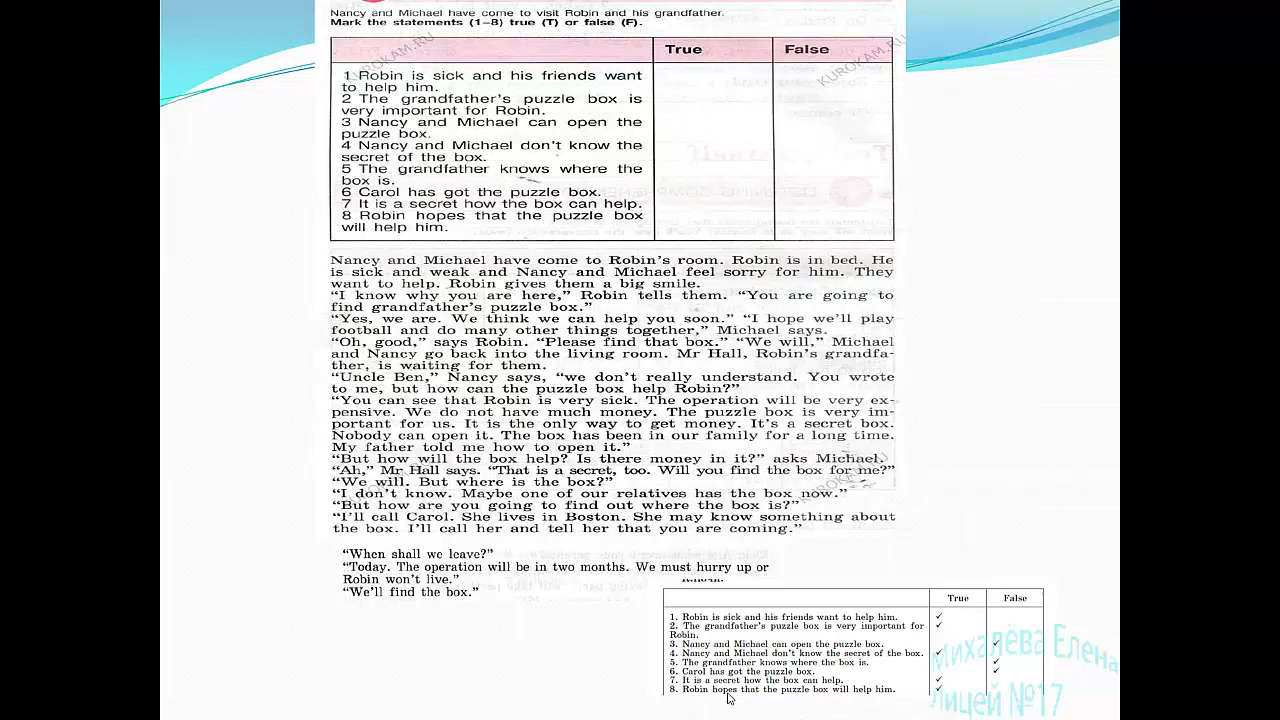 Nancy and Michael have come to visit Robin and his grandfather.
Mark the statements (1–8) true (T) or false (F).
True False
1 Robin is sick and his friends want
to help him.
2 The grandfather's puzzle box is
very important for Robin.
3 Nancy and Michael can open the
puzzle box.
4 Nancy and Michael don't know the
secret of the box.
5 The grandfather knows where the
box is.
6 Carol has got the puzzle box.
7 It is a secret how the box can help.
8 Robin hopes that the puzzle box
will help him.
KUROKAM.RU
KUROKAM.RU
Nancy and Michael have come to Robin's room. Robin is in bed. He
is sick and weak and Nancy and Michael feel sorry for him. They
want to help. Robin gives them a big smile.
“I know why you are here,” Robin tells them. “You are going to
find grandfather's puzzle box.”
“Yes, we are. We think we can help you soon.” “I hope we'll play
football and do many other things together,” Michael says.
“Oh, good,” says Robin. “Please find that box.” “We will,” Michael
and Nancy go back into the living room. Mr Hall, Robin's grandfa-
ther, is waiting for them.
“Uncle Ben,” Nancy says, “we don't really understand. You wrote
to me, but how can the puzzle box help Robin?”
“You can see that Robin is very sick. The operation will be very ex-
pensive. We do not have much money. The puzzle box is very im-
portant for us. It is the only way to get money. It's a secret box.
Nobody can open it. The box has been in our family for a long time.
My father told me how to open it.”
“But how will the box help? Is there money in it?” asks Michael.
“Ah,” Mr Hall says. “That is a secret, too. Will you find the box for me?”
“We will. But where is the box?”
“I don't know. Maybe one of our relatives has the box now.”
“But how are you going to find out where the box is?”
“I'll call Carol. She lives in Boston. She may know something about
the box. I'll call her and tell her that you are coming.”
KUROKAM.RU
KUROKAM.RU
“When shall we leave?”
“Today. The operation will be in two months. We must hurry up or
Robin won't live.”
“We'll find the box.”
True False
1. Robin is sick and his friends want to help him. ✓
2. The grandfather's puzzle box is very important for ✓
Robin.
3. Nancy and Michael can open the puzzle box. ✓
4. Nancy and Michael don't know the secret of the box. ✓
5. The grandfather knows where the box is. ✓
6. Carol has got the puzzle box. ✓
7. It is a secret how the box can help. ✓
8. Robin hopes that the puzzle box will help him. ✓
Михалёва Елена
Лицей №17